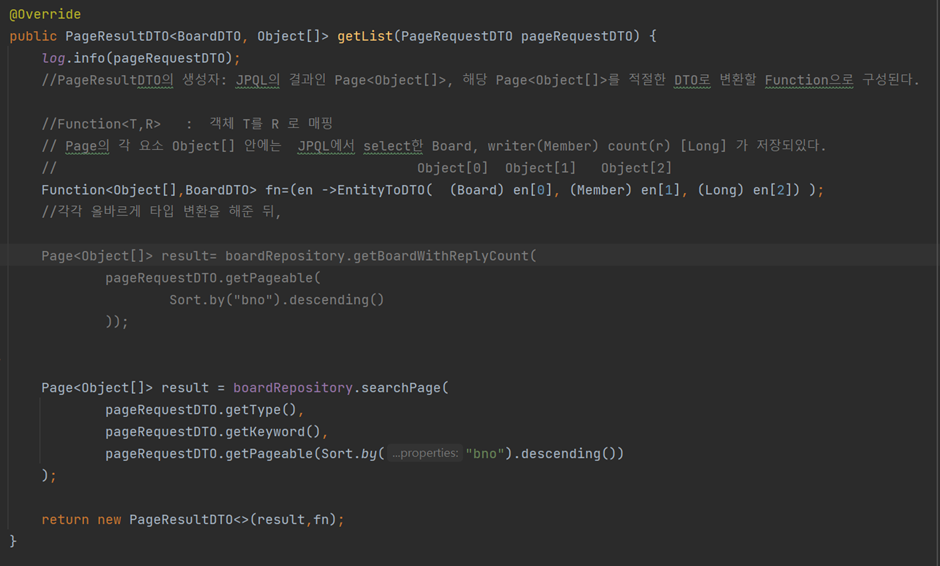 @Override
public PageResultDTO<BoardDTO, Object[]> getList(PageRequestDTO pageRequestDTO) {
log.info(pageRequestDTO);
//PageResultDTO의 생성자: JPQL의 결과인 Page<Object[]>, 해당 Page<Object[]>를 적절한 DTO로 변환할 Function으로 구성된다.
//Function<T,R>   :  객체 T를 R 로 매핑
// Page의 각 요소 Object[] 안에는  JPQL에서 select한 Board, writer(Member) count(r) [Long] 가 저장되있다.
//                                             Object[0]  Object[1]   Object[2]
Function<Object[],BoardDTO> fn=(en ->EntityToDTO(  (Board) en[0], (Member) en[1], (Long) en[2]) );
//각각 올바르게 타입 변환을 해준 뒤,
Page<Object[]> result= boardRepository.getBoardWithReplyCount(
pageRequestDTO.getPageable(
Sort.by("bno").descending()
));
Page<Object[]> result = boardRepository.searchPage(
pageRequestDTO.getType(),
pageRequestDTO.getKeyword(),
pageRequestDTO.getPageable(Sort.by( ...properties: "bno").descending())
);
return new PageResultDTO<>(result,fn);
}